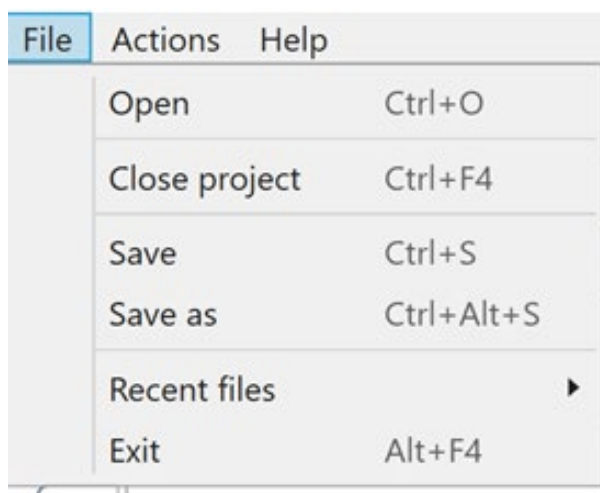 File Actions Help
Open Ctrl+O
Close project Ctrl+F4
Save Ctrl+S
Save as Ctrl+Alt+S
Recent files
Exit Alt+F4